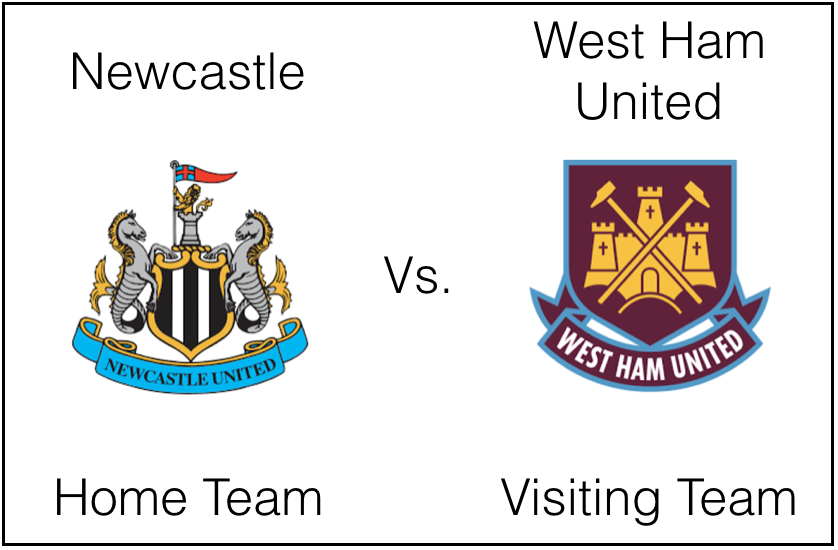 Newcastle
West Ham
United
Vs.
NEWCASTLE UNITED
WEST HAM UNITED
Home Team
Visiting Team